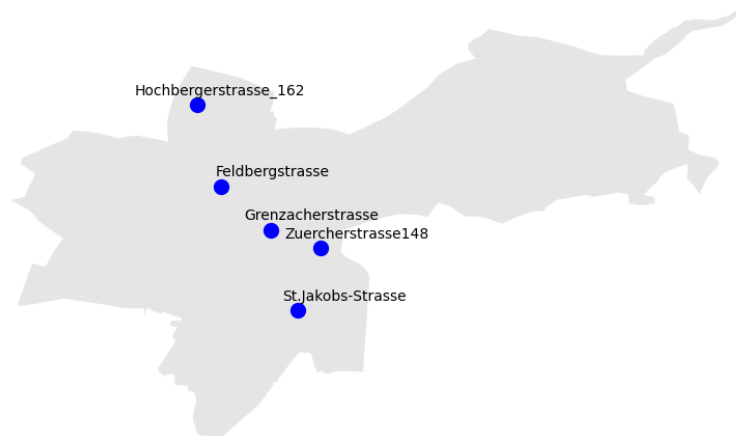 Hochbergerstrasse_162
Feldbergstrasse
Grenzacherstrasse
Zuercherstrasse148
St.Jakobs-Strasse